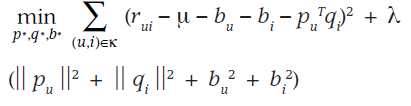 min ∑ (r_ui − μ − b_u − b_i − p_u^T q_i)² + λ
p*,q*,b* (u,i)∈κ
(|| p_u ||² + || q_i ||² + b_u² + b_i²)